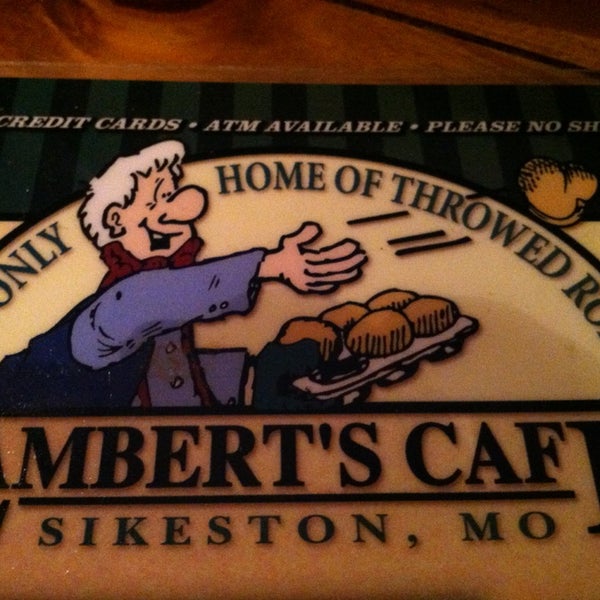 CREDIT CARDS • ATM AVAILABLE • PLEASE NO
ONLY HOME OF THROWED
AMBERT'S CAF
SIKESTON, MO